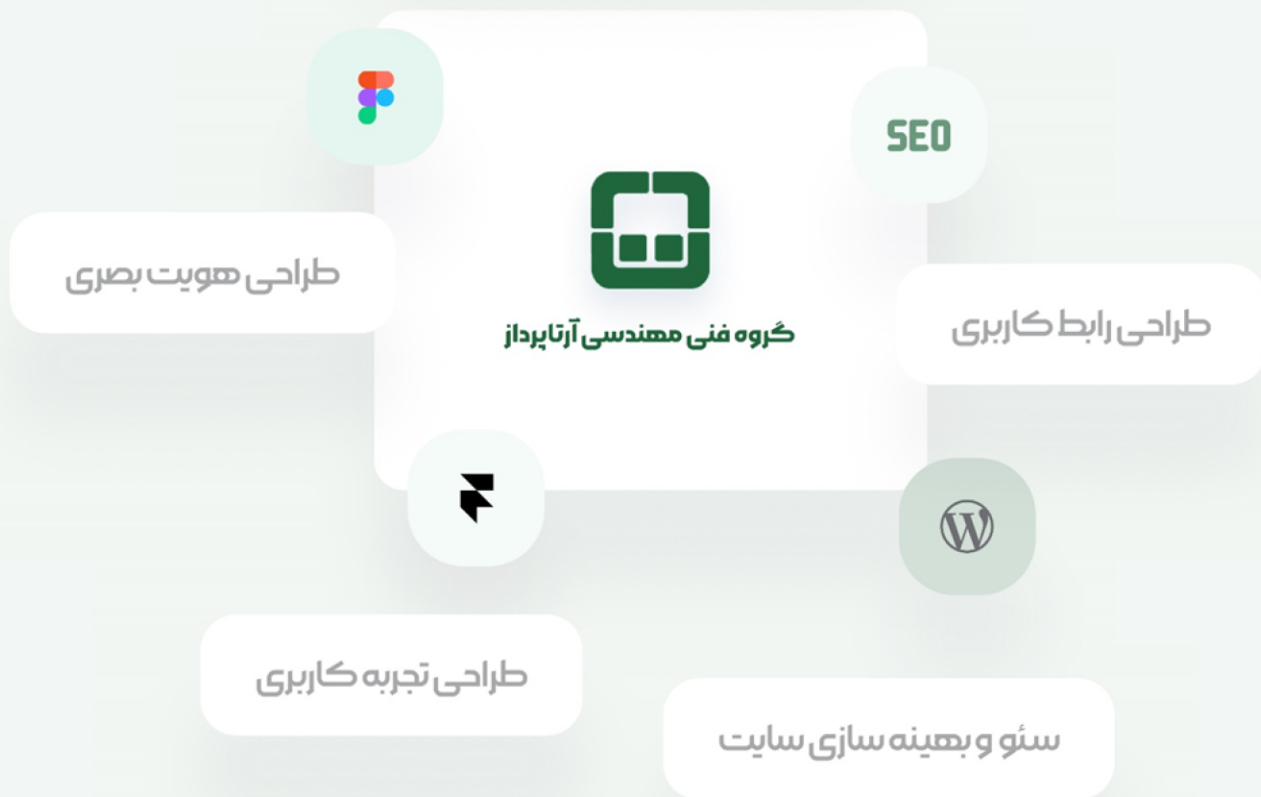 SEO
طراحی هویت بصری
طراحی رابط کاربری
گروه فنی مهندسی آرتاپرداز
طراحی تجربه کاربری
سئو و بهینه سازی سایت